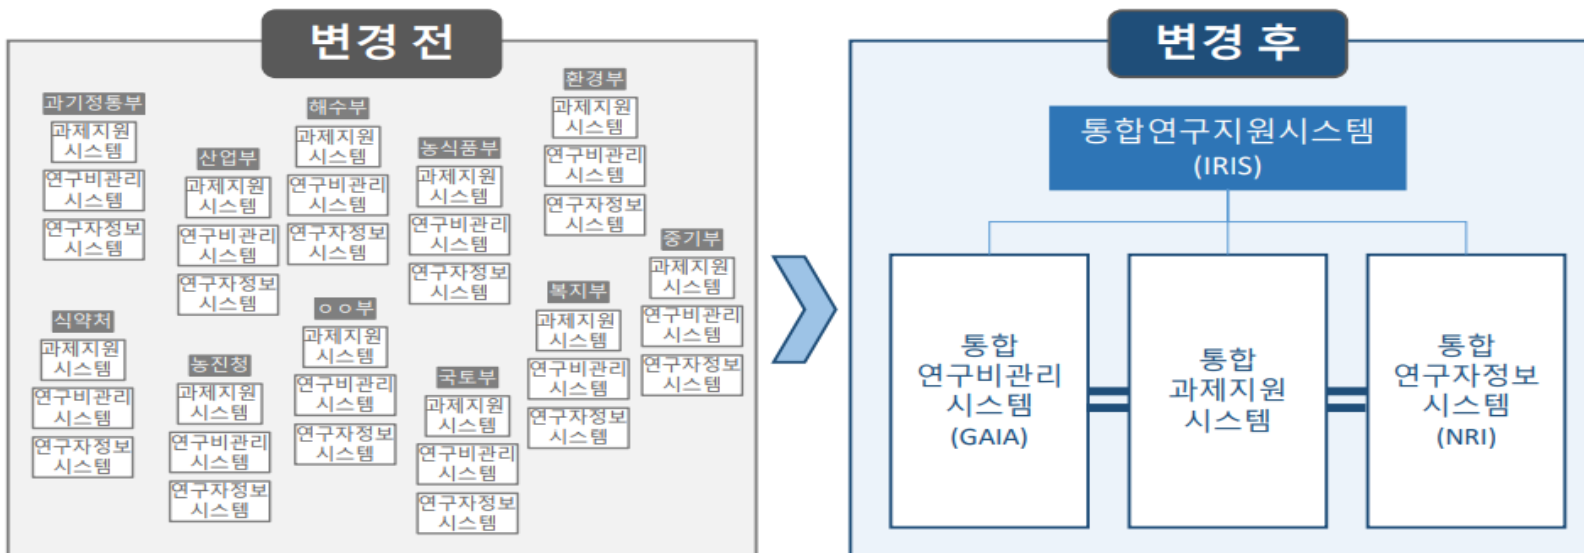 변경 전
과기정통부
과제지원
시스템
연구비관리
시스템
연구자정보
시스템
산업부
과제지원
시스템
연구비관리
시스템
연구자정보
시스템
해수부
과제지원
시스템
연구비관리
시스템
연구자정보
시스템
농식품부
과제지원
시스템
연구비관리
시스템
연구자정보
시스템
환경부
과제지원
시스템
연구비관리
시스템
연구자정보
시스템
중기부
과제지원
시스템
연구비관리
시스템
연구자정보
시스템
식약처
과제지원
시스템
연구비관리
시스템
연구자정보
시스템
농진청
과제지원
시스템
연구비관리
시스템
연구자정보
시스템
ㅇㅇ부
과제지원
시스템
연구비관리
시스템
연구자정보
시스템
국토부
과제지원
시스템
연구비관리
시스템
연구자정보
시스템
복지부
과제지원
시스템
연구비관리
시스템
연구자정보
시스템
변경 후
통합연구지원시스템
(IRIS)
통합
연구비관리
시스템
(GAIA)
통합
과제지원
시스템
통합
연구자정보
시스템
(NRI)